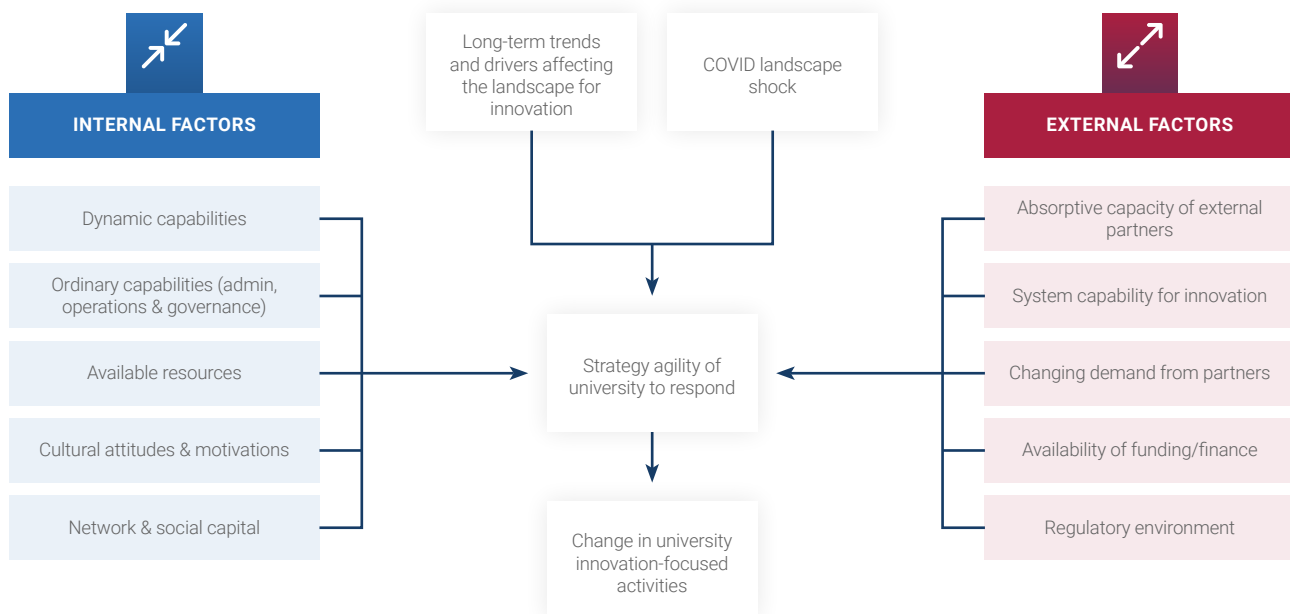 INTERNAL FACTORS
Dynamic capabilities
Ordinary capabilities (admin,
operations & governance)
Available resources
Cultural attitudes & motivations
Network & social capital
Long-term trends
and drivers affecting
the landscape for
innovation
COVID landscape
shock
Strategy agility of
university to respond
Change in university
innovation-focused
activities
EXTERNAL FACTORS
Absorptive capacity of external
partners
System capability for innovation
Changing demand from partners
Availability of funding/finance
Regulatory environment